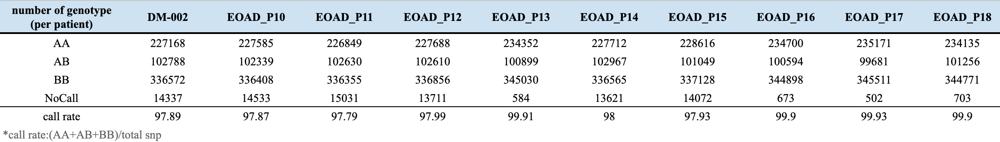 number of genotype
(per patient) DM-002 EOAD_P10 EOAD_P11 EOAD_P12 EOAD_P13 EOAD_P14 EOAD_P15 EOAD_P16 EOAD_P17 EOAD_P18
AA 227168 227585 226849 227688 234352 227712 228616 234700 235171 234135
AB 102788 102339 102630 102610 100899 102967 101049 100594 99681 101256
BB 336572 336408 336355 336856 345030 336565 337128 344898 345511 344771
NoCall 14337 14533 15031 13711 584 13621 14072 673 502 703
call rate 97.89 97.87 97.79 97.99 99.91 98 97.93 99.9 99.93 99.9
*call rate:(AA+AB+BB)/total snp